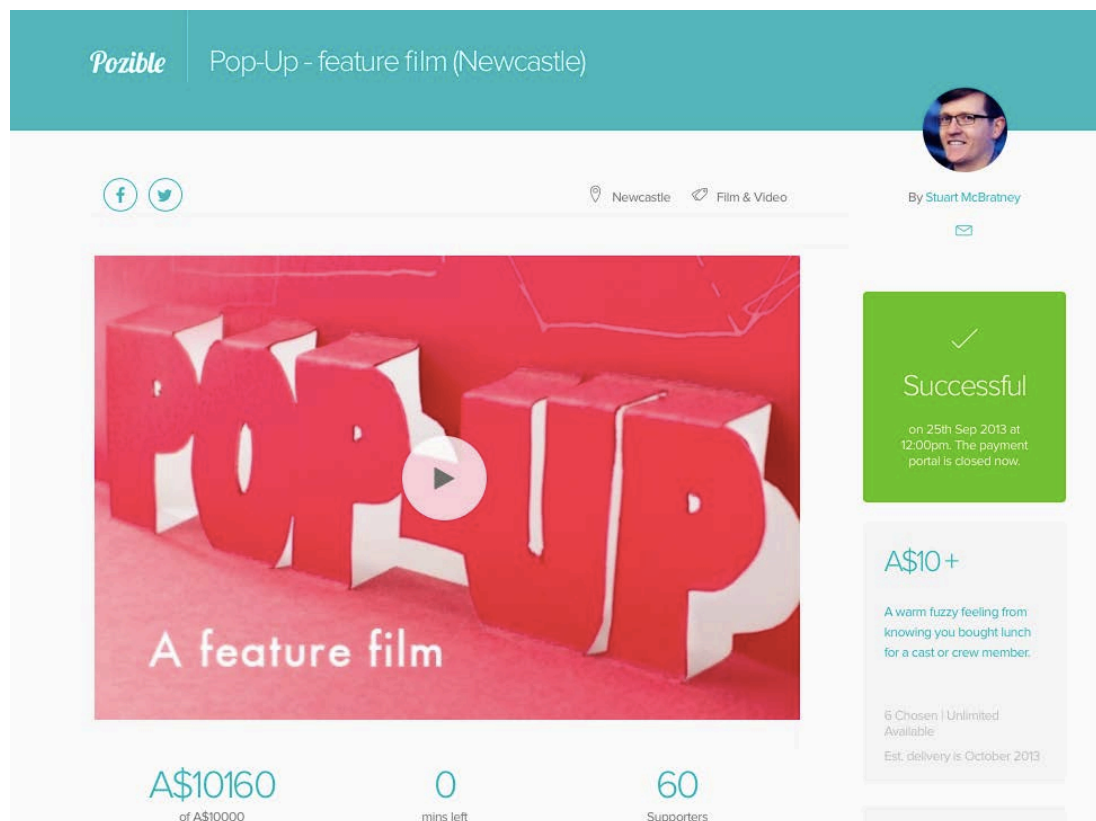 Pozible
Pop-Up - feature film (Newcastle)
Newcastle
Film & Video
By Stuart McBratney
POP-UP
A feature film
Successful
on 25th Sep 2013 at
12:00pm. The payment
portal is closed now.
A$10 +
A warm fuzzy feeling from
knowing you bought lunch
for a cast or crew member.
6 Chosen | Unlimited
Available
Est. delivery is October 2013
A$10160
of A$10000
0
mins left
60
Supporters